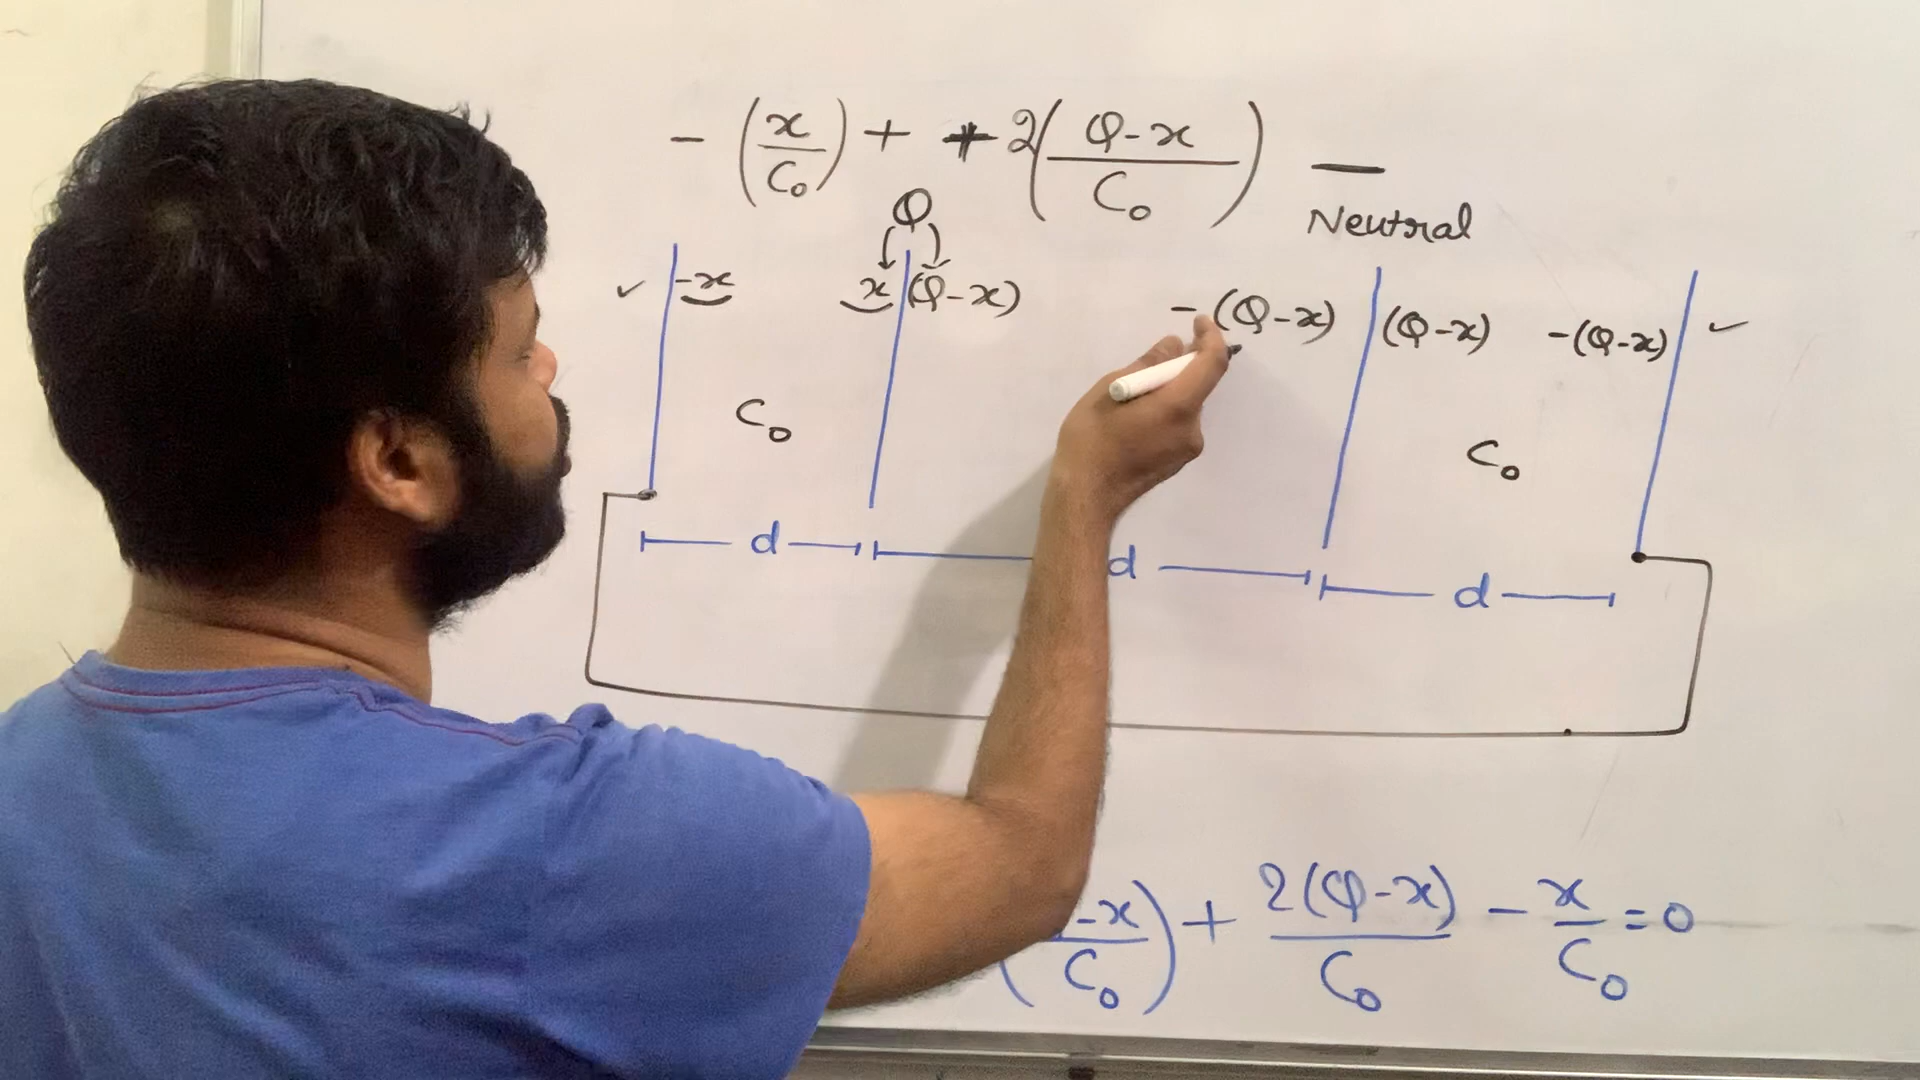 - (x/C₀) + + 2((Q-x)/C₀) —
Neutral
Q
✓ -x x (Q-x) -(Q-x) (Q-x) -(Q-x) ✓
C₀ C₀
d d d
-x/C₀) + 2(Q-x)/C₀ - x/C₀ = 0